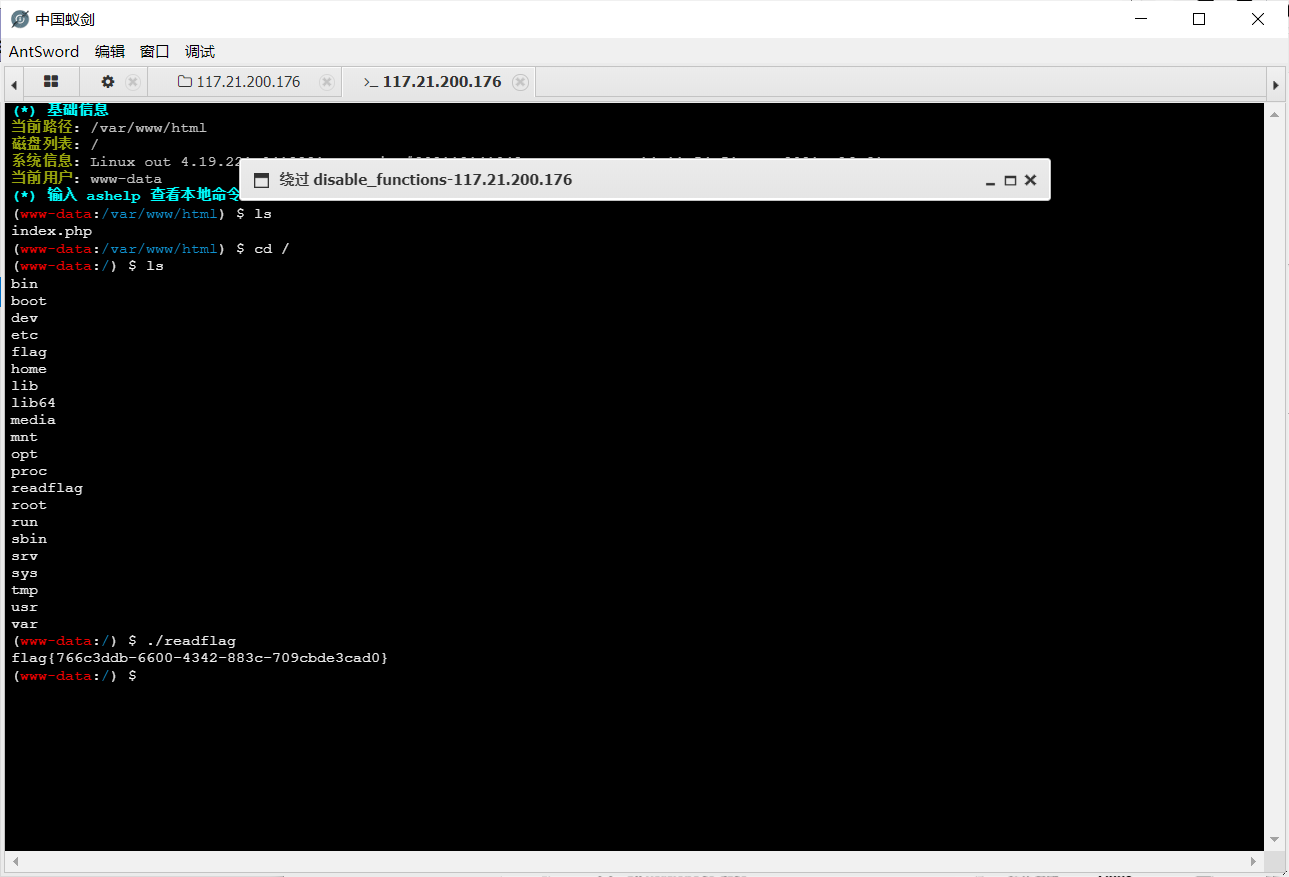 中国蚁剑
AntSword 编辑 窗口 调试
117.21.200.176 >_ 117.21.200.176
(*) 基础信息
当前路径: /var/www/html
磁盘列表: /
系统信息: Linux out
当前用户: www-data
(*) 输入 ashelp 查看本地命令
绕过 disable_functions-117.21.200.176
(www-data:/var/www/html) $ ls
index.php
(www-data:/var/www/html) $ cd /
(www-data:/) $ ls
bin
boot
dev
etc
flag
home
lib
lib64
media
mnt
opt
proc
readflag
root
run
sbin
srv
sys
tmp
usr
var
(www-data:/) $ ./readflag
flag{766c3ddb-6600-4342-883c-709cbde3cad0}
(www-data:/) $